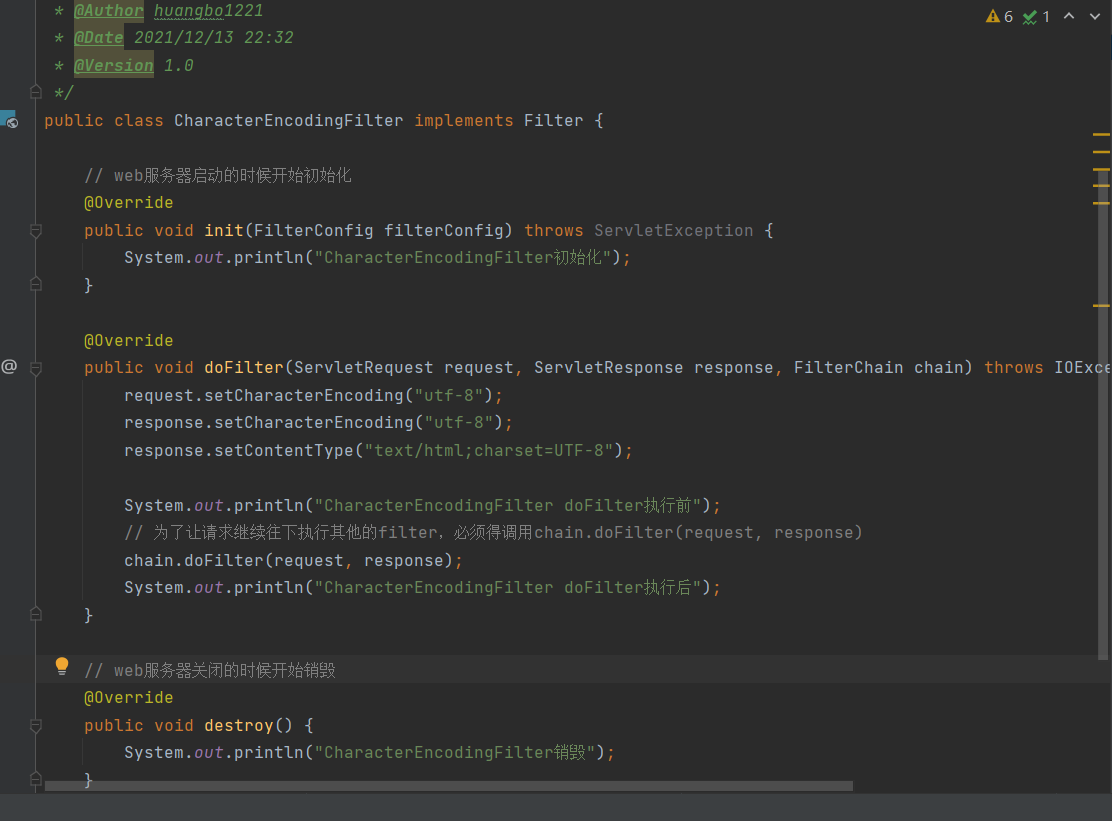 * @Author huangbo1221
* @Date 2021/12/13 22:32
* @Version 1.0
*/
6 1
public class CharacterEncodingFilter implements Filter {
// web服务器启动的时候开始初始化
@Override
public void init(FilterConfig filterConfig) throws ServletException {
System.out.println("CharacterEncodingFilter初始化");
}
@Override
public void doFilter(ServletRequest request, ServletResponse response, FilterChain chain) throws IOExce
request.setCharacterEncoding("utf-8");
response.setCharacterEncoding("utf-8");
response.setContentType("text/html;charset=UTF-8");
System.out.println("CharacterEncodingFilter doFilter执行前");
// 为了让请求继续往下执行其他的filter，必须得调用chain.doFilter(request, response)
chain.doFilter(request, response);
System.out.println("CharacterEncodingFilter doFilter执行后");
}
// web服务器关闭的时候开始销毁
@Override
public void destroy() {
System.out.println("CharacterEncodingFilter销毁");
}